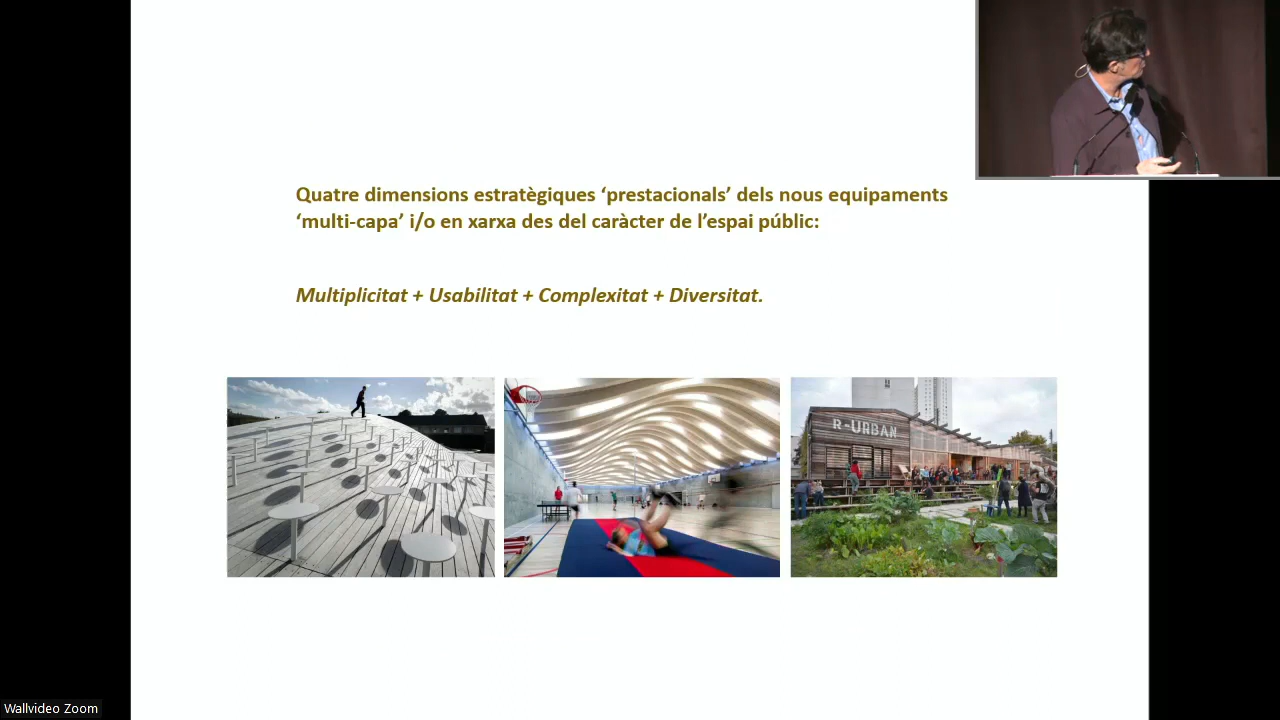 Quatre dimensions estratègiques ‘prestacionals’ dels nous equipaments
‘multi-capa’ i/o en xarxa des del caràcter de l’espai públic:
Multiplicitat + Usabilitat + Complexitat + Diversitat.
R-URBAN
Wallvideo Zoom